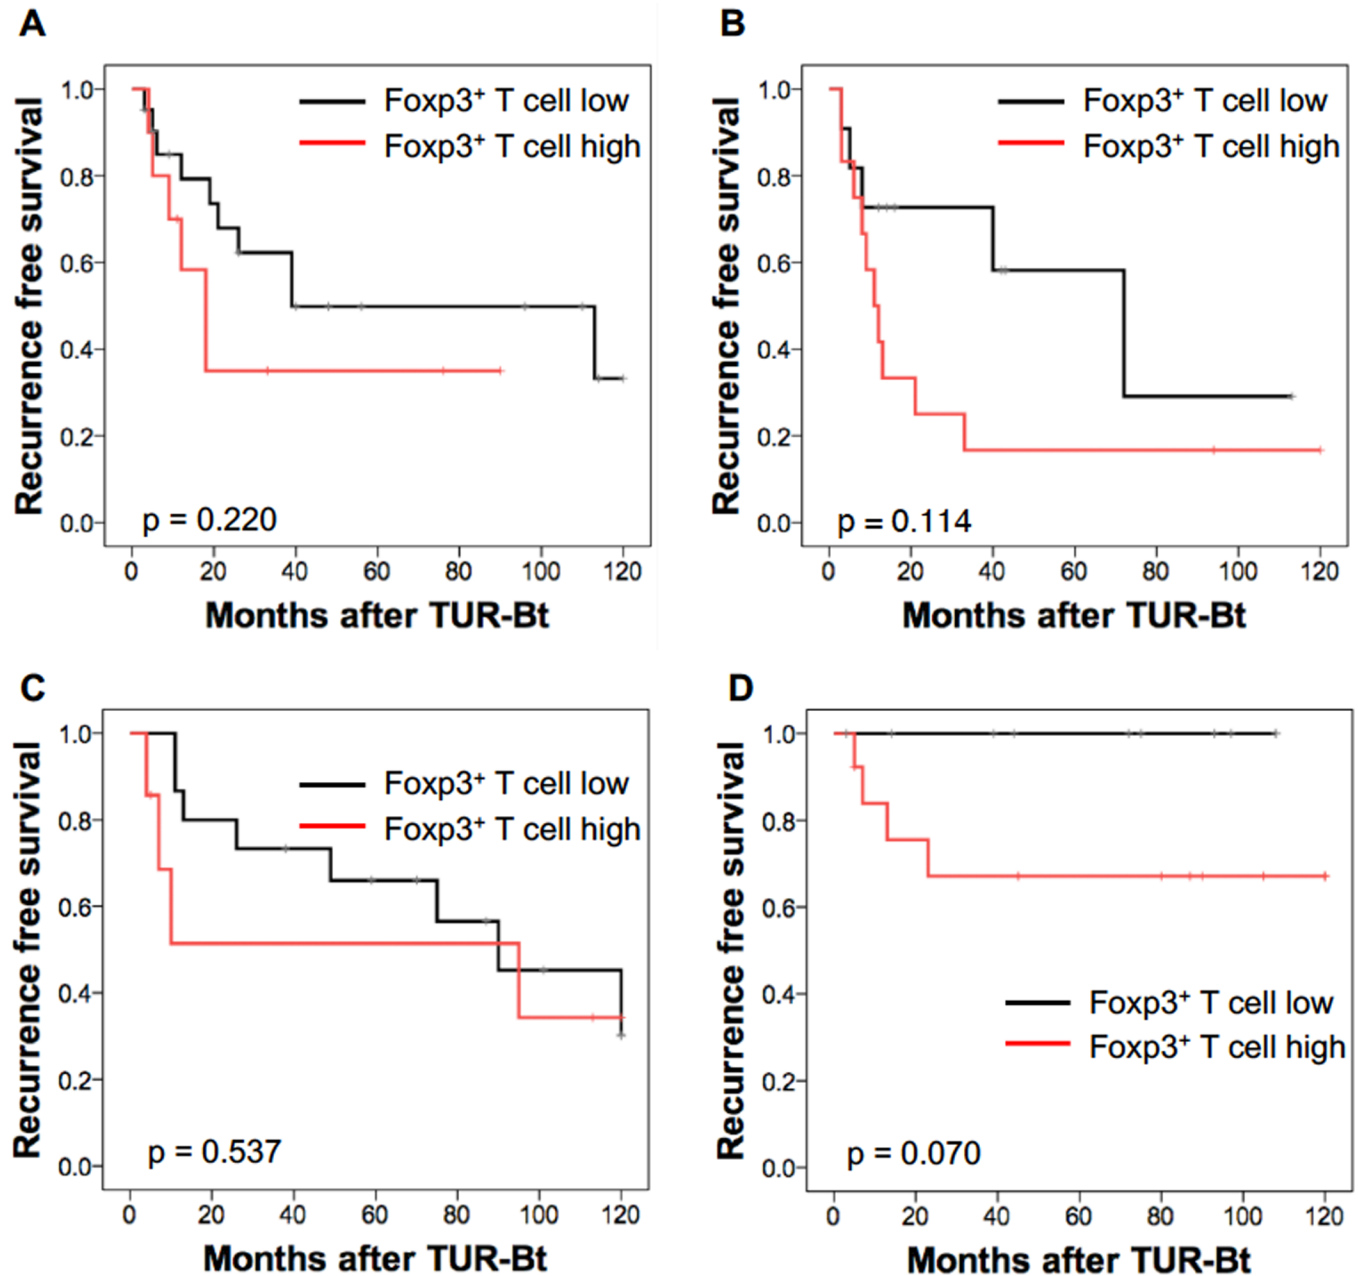 A
Recurrence free survival
1.0
0.8
0.6
0.4
0.2
0.0
Foxp3⁺ T cell low
Foxp3⁺ T cell high
p = 0.220
0 20 40 60 80 100 120
Months after TUR-Bt
B
Recurrence free survival
1.0
0.8
0.6
0.4
0.2
0.0
Foxp3⁺ T cell low
Foxp3⁺ T cell high
p = 0.114
0 20 40 60 80 100 120
Months after TUR-Bt
C
Recurrence free survival
1.0
0.8
0.6
0.4
0.2
0.0
Foxp3⁺ T cell low
Foxp3⁺ T cell high
p = 0.537
0 20 40 60 80 100 120
Months after TUR-Bt
D
Recurrence free survival
1.0
0.8
0.6
0.4
0.2
0.0
Foxp3⁺ T cell low
Foxp3⁺ T cell high
p = 0.070
0 20 40 60 80 100 120
Months after TUR-Bt